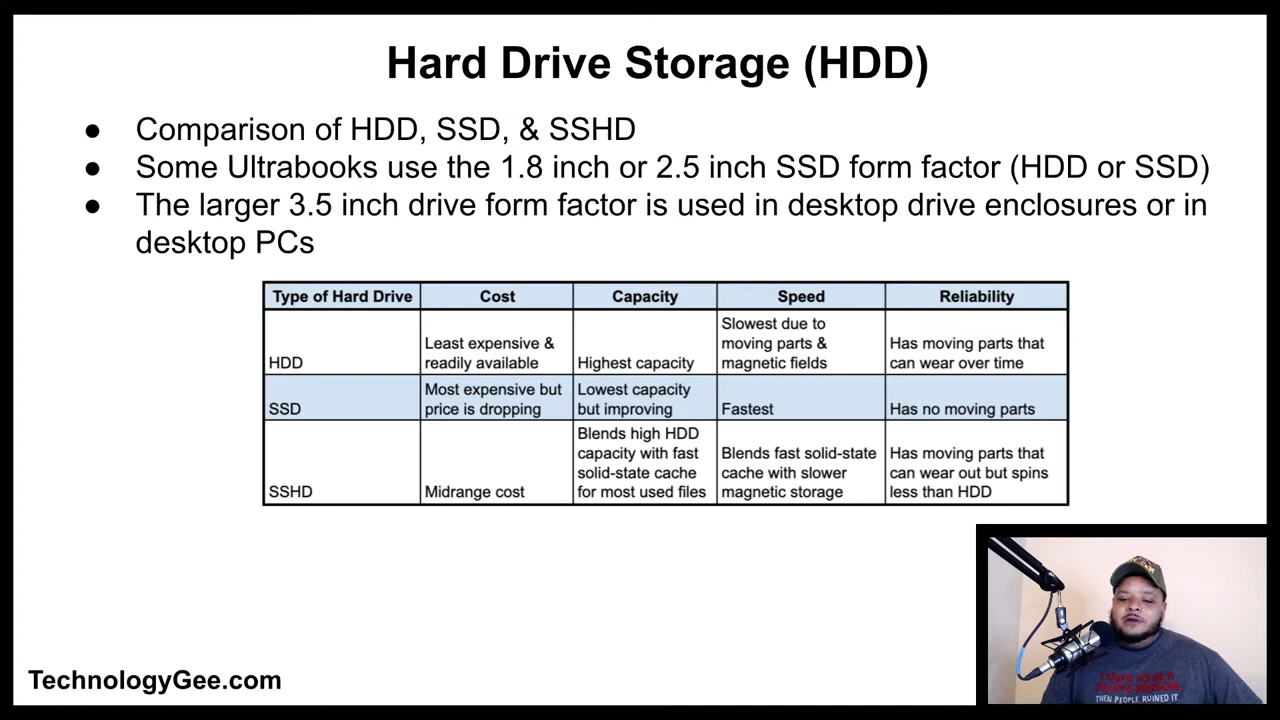 Hard Drive Storage (HDD)
● Comparison of HDD, SSD, & SSHD
● Some Ultrabooks use the 1.8 inch or 2.5 inch SSD form factor (HDD or SSD)
● The larger 3.5 inch drive form factor is used in desktop drive enclosures or in
desktop PCs
Type of Hard Drive Cost Capacity Speed Reliability
HDD
Least expensive &
readily available
Highest capacity
Slowest due to
moving parts &
magnetic fields
Has moving parts that
can wear over time
SSD
Most expensive but
price is dropping
Lowest capacity
but improving
Fastest
Has no moving parts
SSHD
Midrange cost
Blends high HDD
capacity with fast
solid-state cache
for most used files
Blends fast solid-state
cache with slower
magnetic storage
Has moving parts that
can wear out but spins
less than HDD
TechnologyGee.com
THEN PEOPLE RUINED IT.